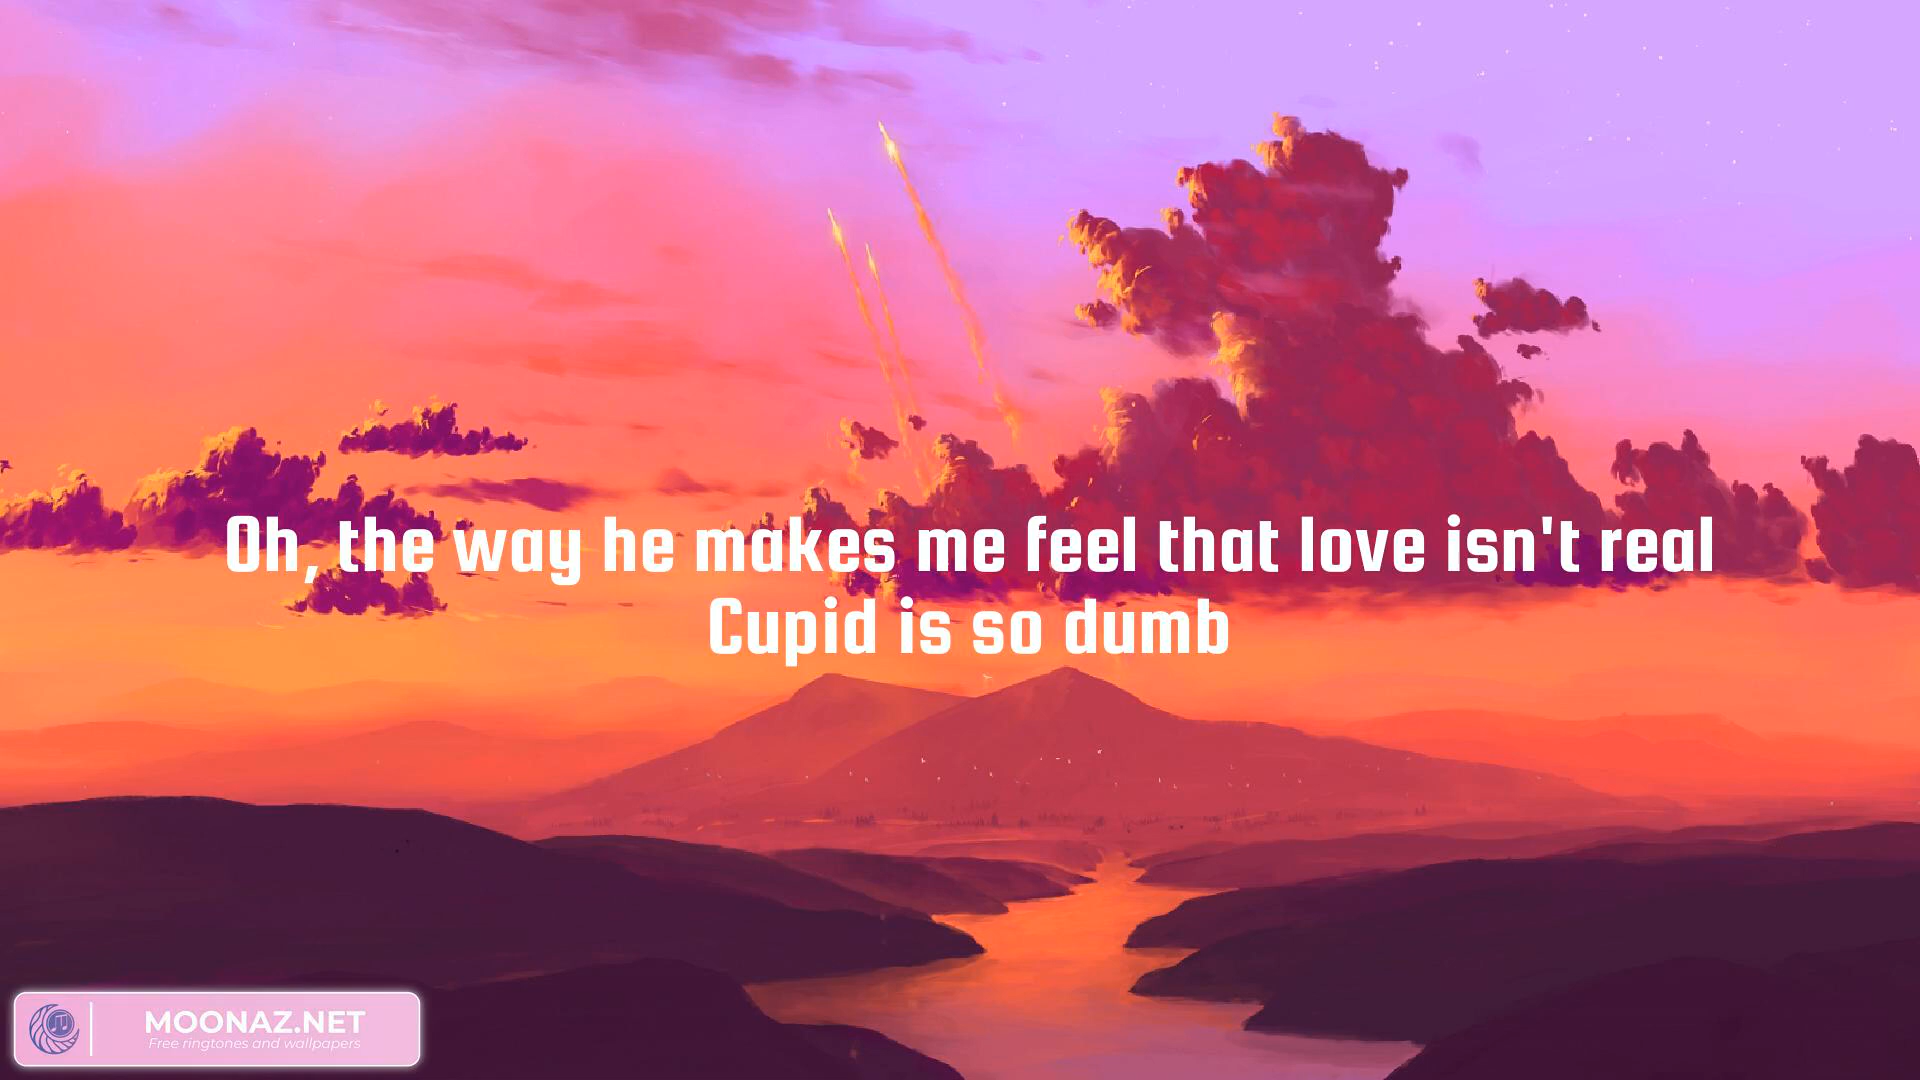 Oh, the way he makes me feel that love isn't real
Cupid is so dumb
MOONAZ.NET
Free ringtones and wallpapers